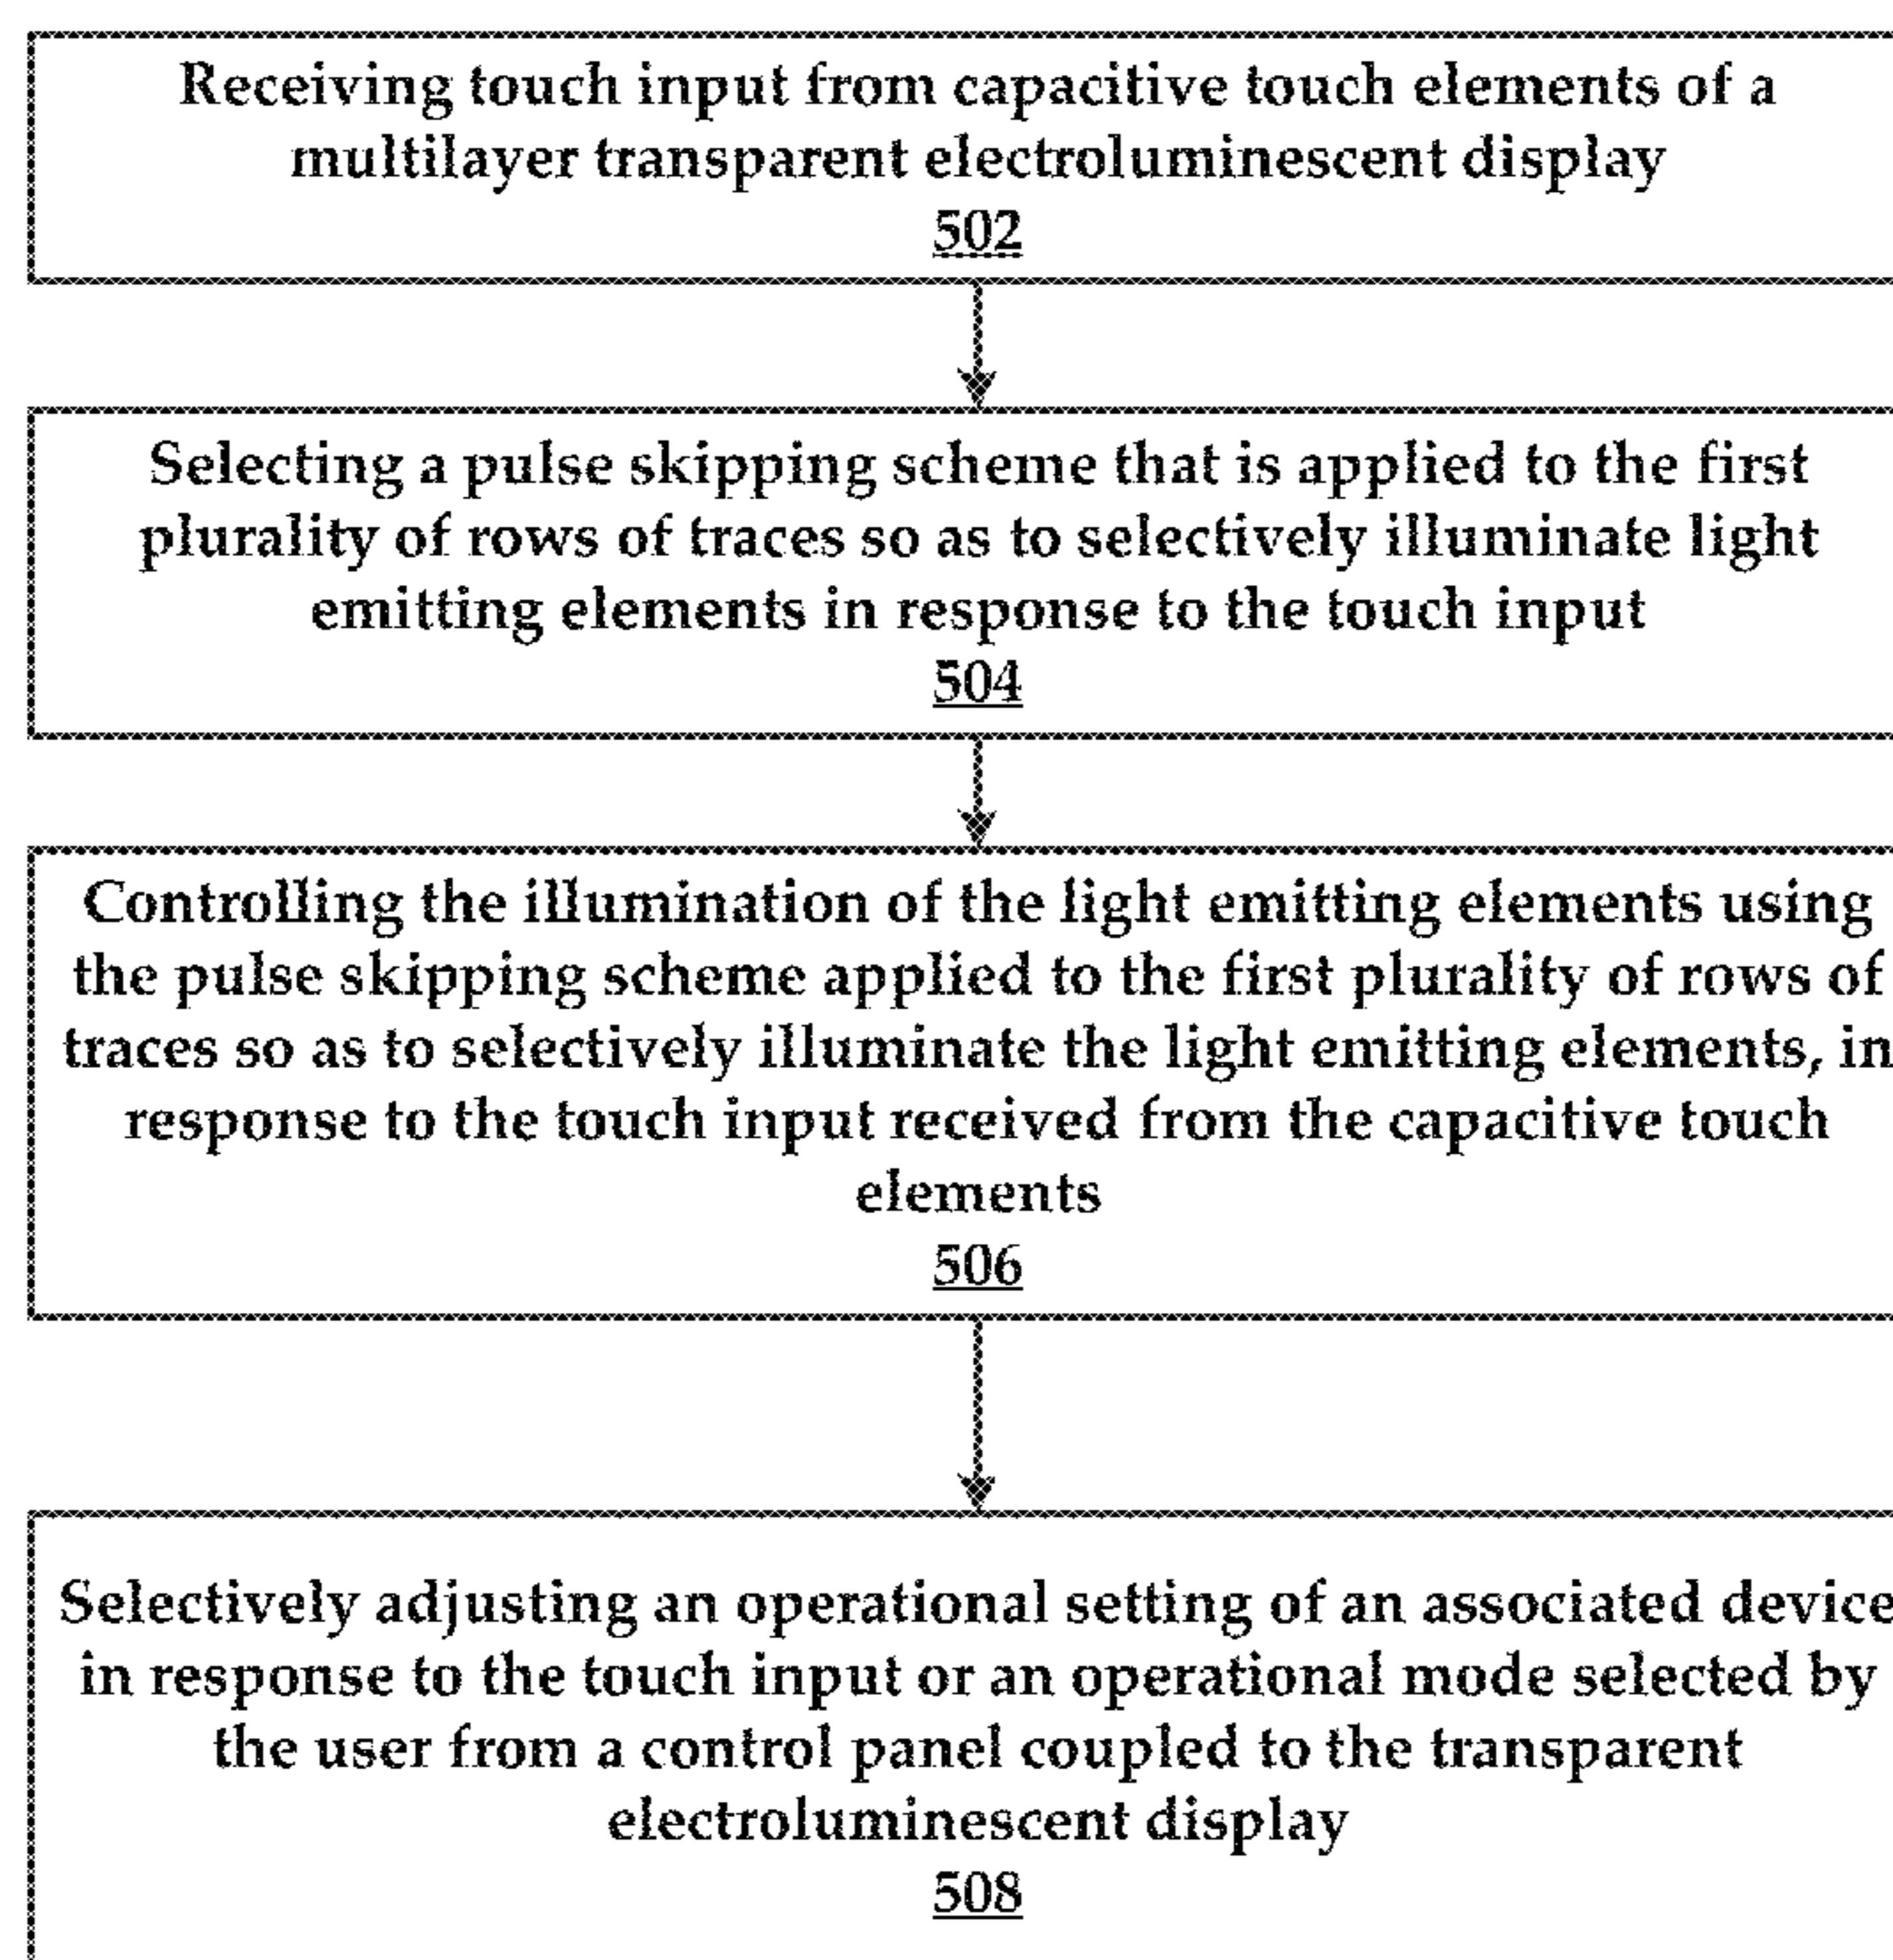 Receiving touch input from capacitive touch elements of a
multilayer transparent electroluminescent display
502
Selecting a pulse skipping scheme that is applied to the first
plurality of rows of traces so as to selectively illuminate light
emitting elements in response to the touch input
504
Controlling the illumination of the light emitting elements using
the pulse skipping scheme applied to the first plurality of rows of
traces so as to selectively illuminate the light emitting elements, in
response to the touch input received from the capacitive touch
elements
506
Selectively adjusting an operational setting of an associated device
in response to the touch input or an operational mode selected by
the user from a control panel coupled to the transparent
electroluminescent display
508